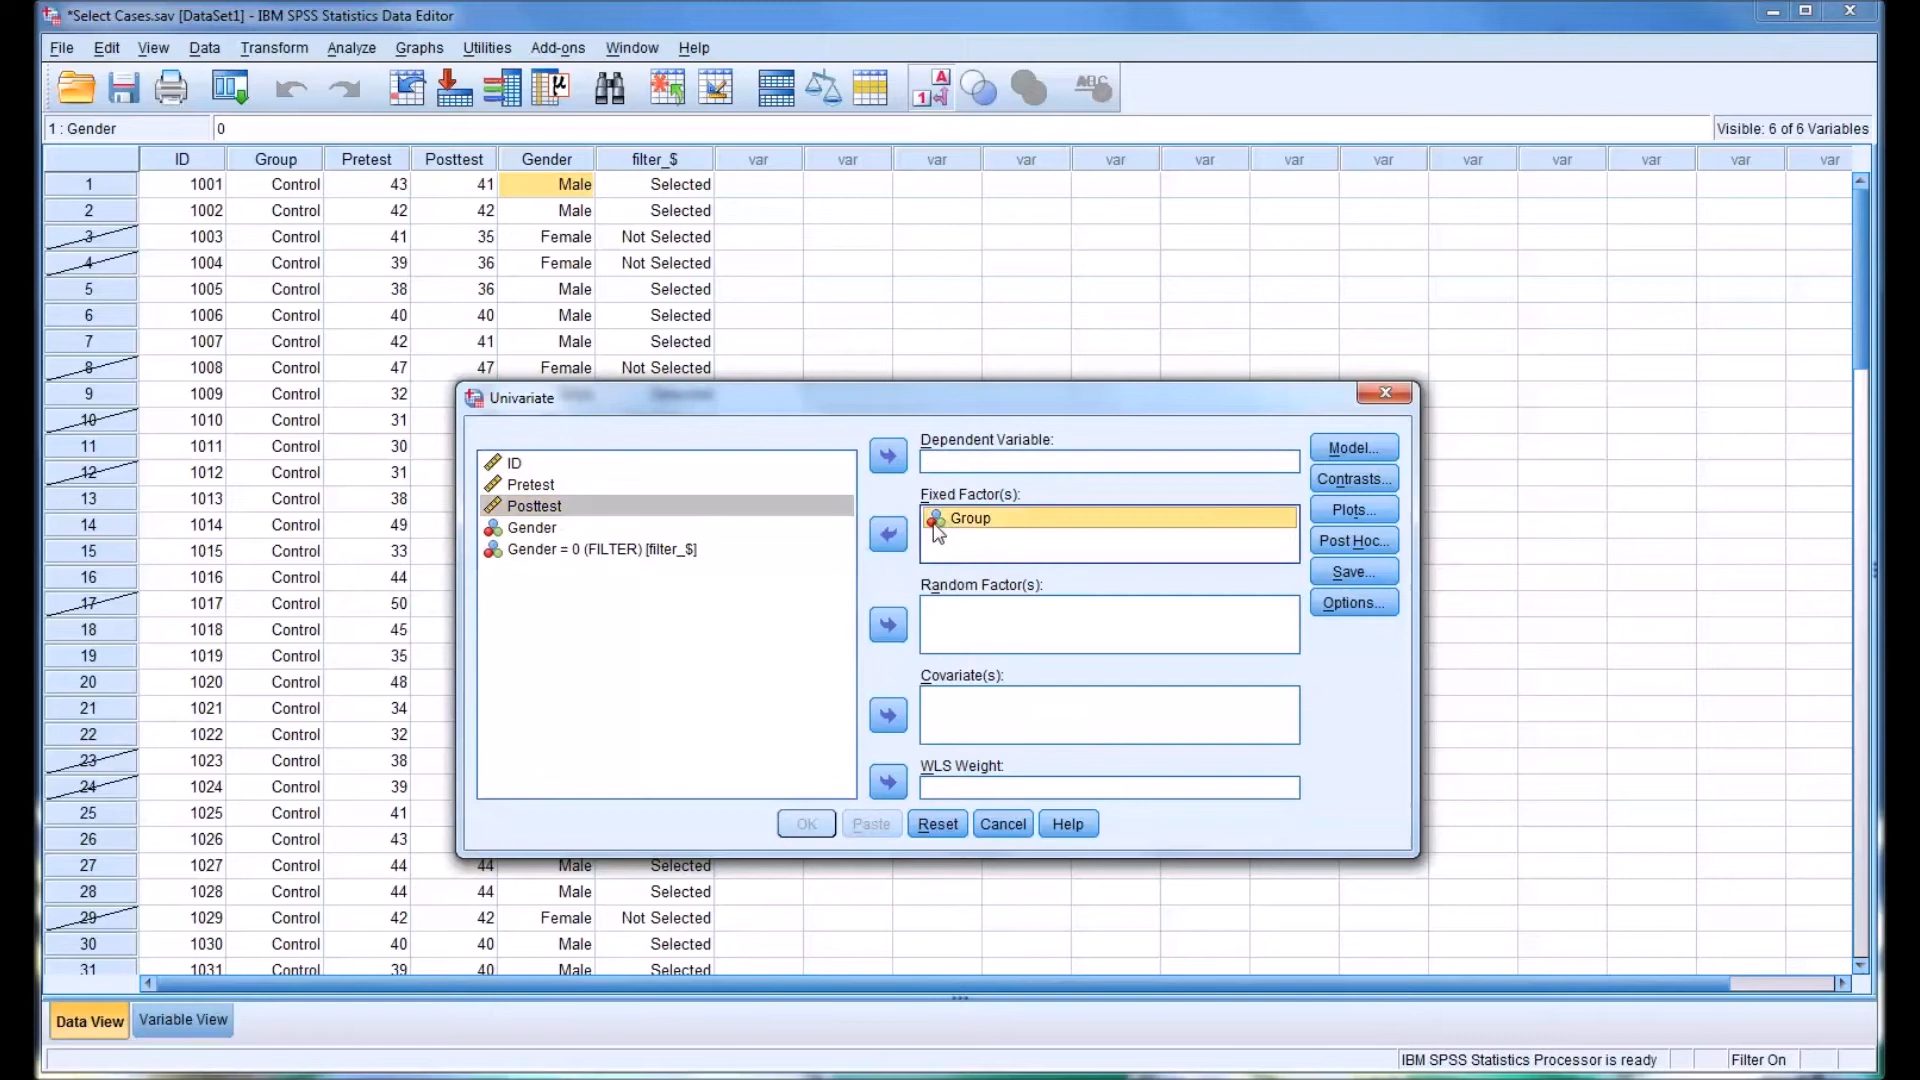 *Select Cases.sav [DataSet1] - IBM SPSS Statistics Data Editor
File Edit View Data Transform Analyze Graphs Utilities Add-ons Window Help
1 : Gender 0 Visible: 6 of 6 Variables
ID Group Pretest Posttest Gender filter_$ var var var var var var var var var var var var var
1 1001 Control 43 41 Male Selected
2 1002 Control 42 42 Male Selected
3 1003 Control 41 35 Female Not Selected
4 1004 Control 39 36 Female Not Selected
5 1005 Control 38 36 Male Selected
6 1006 Control 40 40 Male Selected
7 1007 Control 42 41 Male Selected
8 1008 Control 47 47 Female Not Selected
9 1009 Control 32
10 1010 Control 31
11 1011 Control 30
12 1012 Control 31
13 1013 Control 38
14 1014 Control 49
15 1015 Control 33
16 1016 Control 44
17 1017 Control 50
18 1018 Control 45
19 1019 Control 35
20 1020 Control 48
21 1021 Control 34
22 1022 Control 32
23 1023 Control 38
24 1024 Control 39
25 1025 Control 41
26 1026 Control 43
27 1027 Control 44 44 Male Selected
28 1028 Control 44 44 Male Selected
29 1029 Control 42 42 Female Not Selected
30 1030 Control 40 40 Male Selected
31 1031 Control 39 40 Male Selected
Univariate
ID
Pretest
Posttest
Gender
Gender = 0 (FILTER) [filter_$]
Dependent Variable:
Fixed Factor(s):
Group
Random Factor(s):
Covariate(s):
WLS Weight:
Model...
Contrasts...
Plots...
Post Hoc...
Save...
Options...
OK Paste Reset Cancel Help
Data View Variable View
IBM SPSS Statistics Processor is ready Filter On